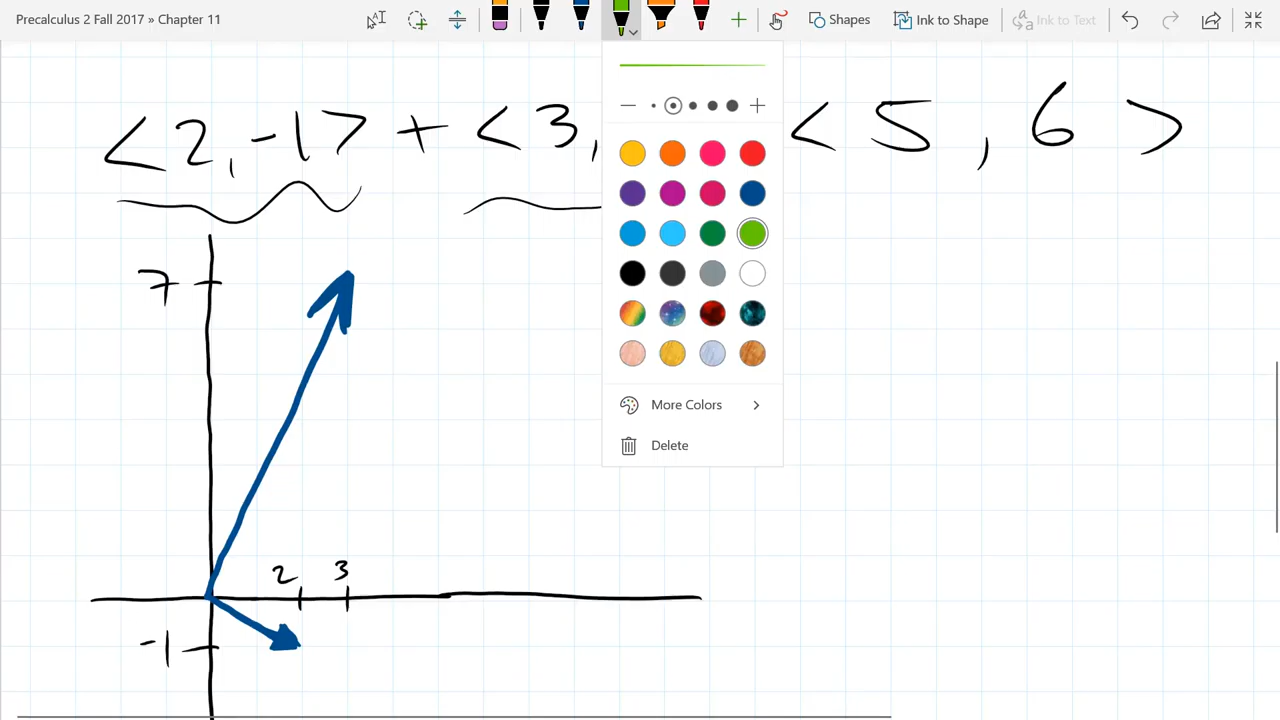 Precalculus 2 Fall 2017 » Chapter 11
Shapes
Ink to Shape
Ink to Text
<2, -1> + <3, <5, 6>
7
More Colors
Delete
2 3
-1